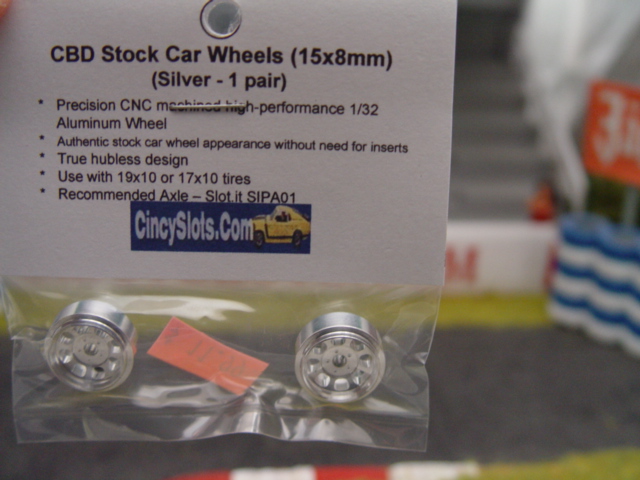 CBD Stock Car Wheels (15x8mm)
(Silver - 1 pair)
* Precision CNC machined high-performance 1/32
Aluminum Wheel
* Authentic stock car wheel appearance without need for inserts
* True hubless design
* Use with 19x10 or 17x10 tires
* Recommended Axle – Slot.it SIPA01
CincySlots.Com